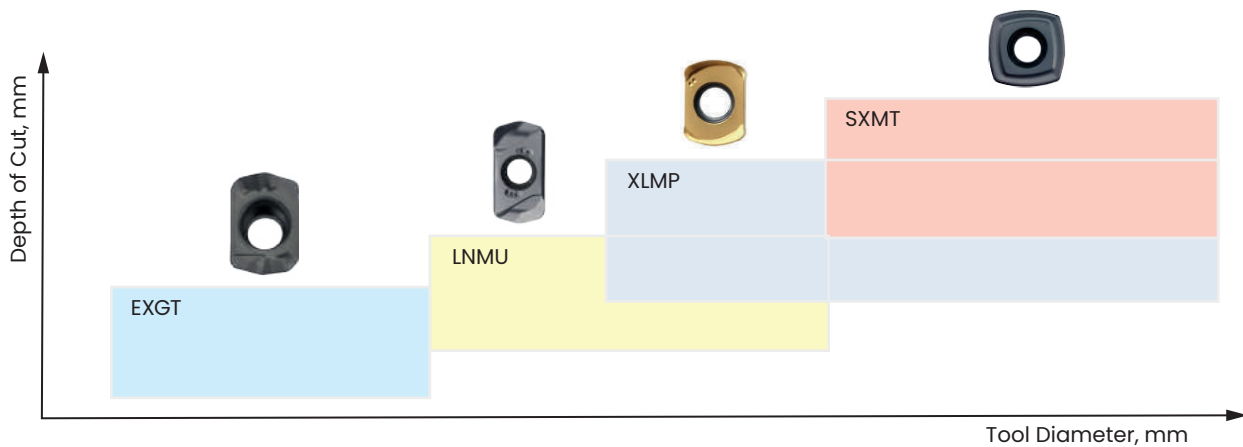 Depth of Cut, mm
SXMT
XLMP
LNMU
EXGT
Tool Diameter, mm